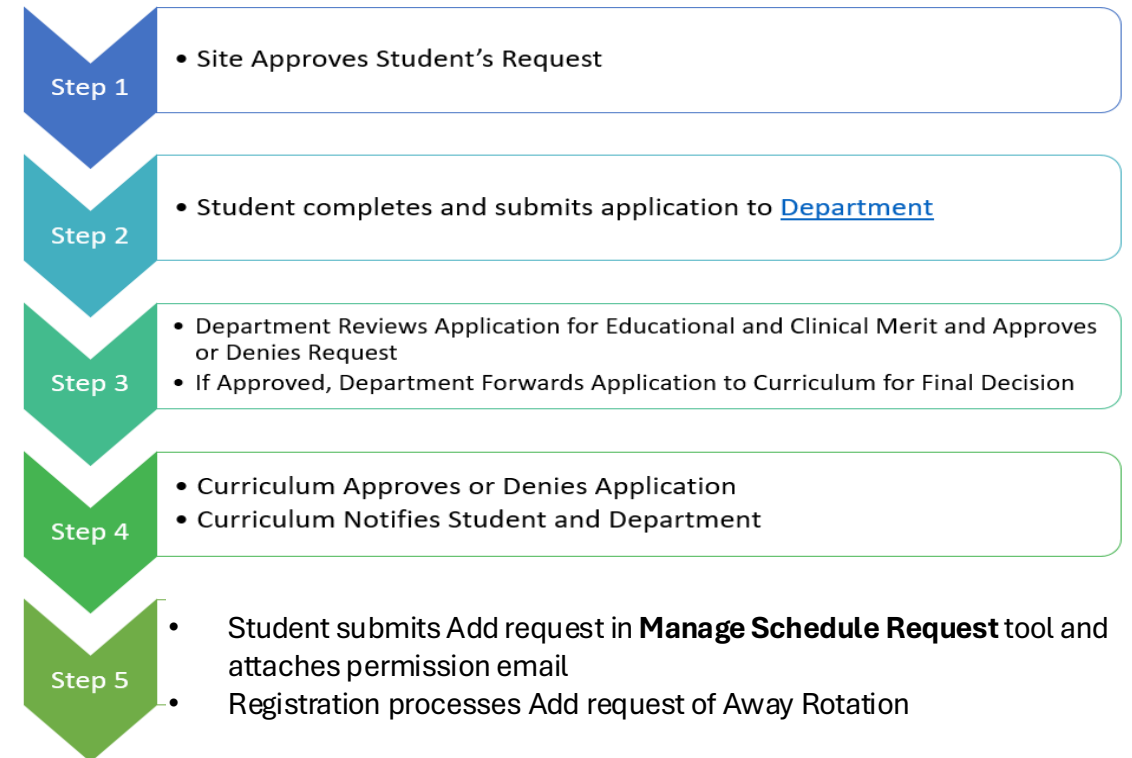 Step 1
• Site Approves Student’s Request
Step 2
• Student completes and submits application to Department
Step 3
• Department Reviews Application for Educational and Clinical Merit and Approves
or Denies Request
• If Approved, Department Forwards Application to Curriculum for Final Decision
Step 4
• Curriculum Approves or Denies Application
• Curriculum Notifies Student and Department
Step 5
• Student submits Add request in Manage Schedule Request tool and
attaches permission email
• Registration processes Add request of Away Rotation